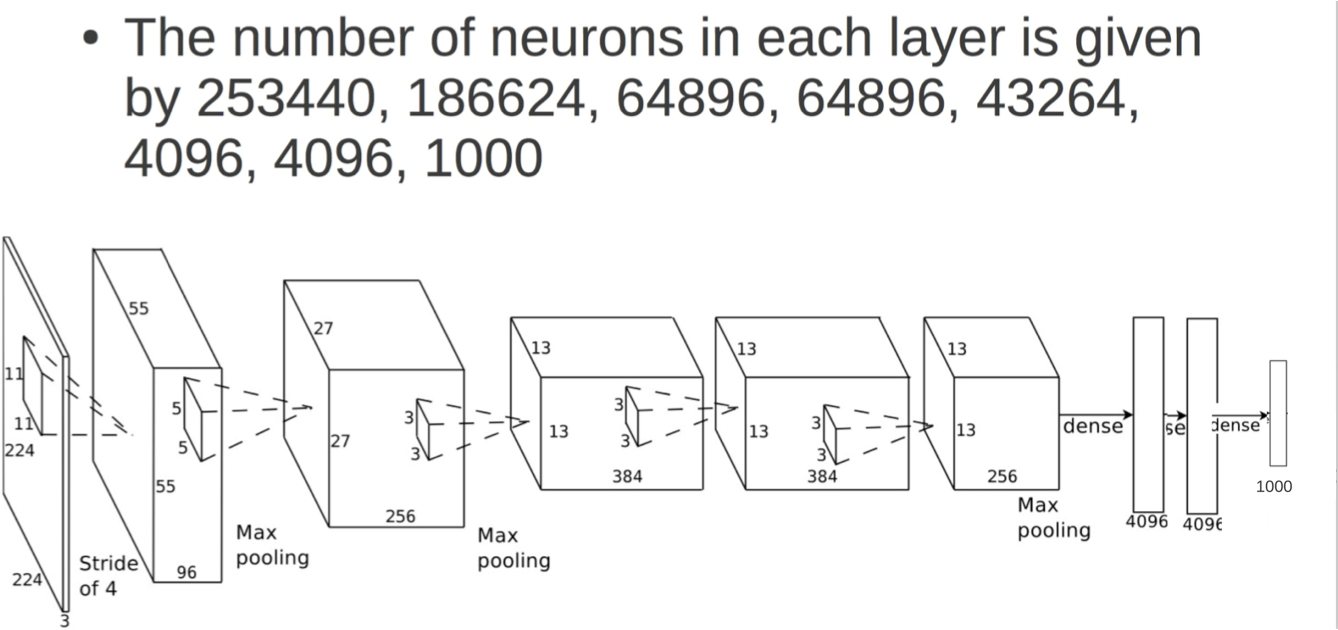 • The number of neurons in each layer is given
by 253440, 186624, 64896, 64896, 43264,
4096, 4096, 1000
11
11
224
224
3
Stride
of 4
55
55
96
5
5
Max
pooling
27
27
256
3
3
Max
pooling
13
13
384
3
3
13
13
384
3
3
13
13
256
Max
pooling
dense
4096
se
4096
dense
1000